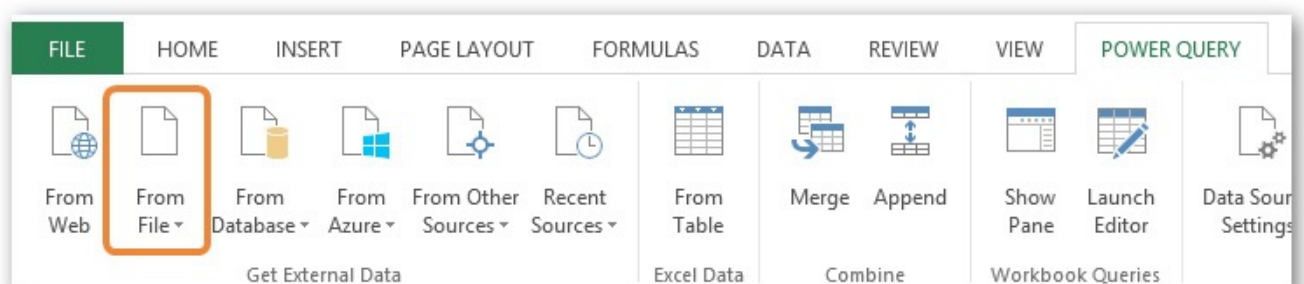 FILE HOME INSERT PAGE LAYOUT FORMULAS DATA REVIEW VIEW POWER QUERY
From Web
From File
From Database
From Azure
From Other Sources
Recent Sources
From Table
Merge
Append
Show Pane
Launch Editor
Data Sour
Settings
Get External Data
Excel Data
Combine
Workbook Queries